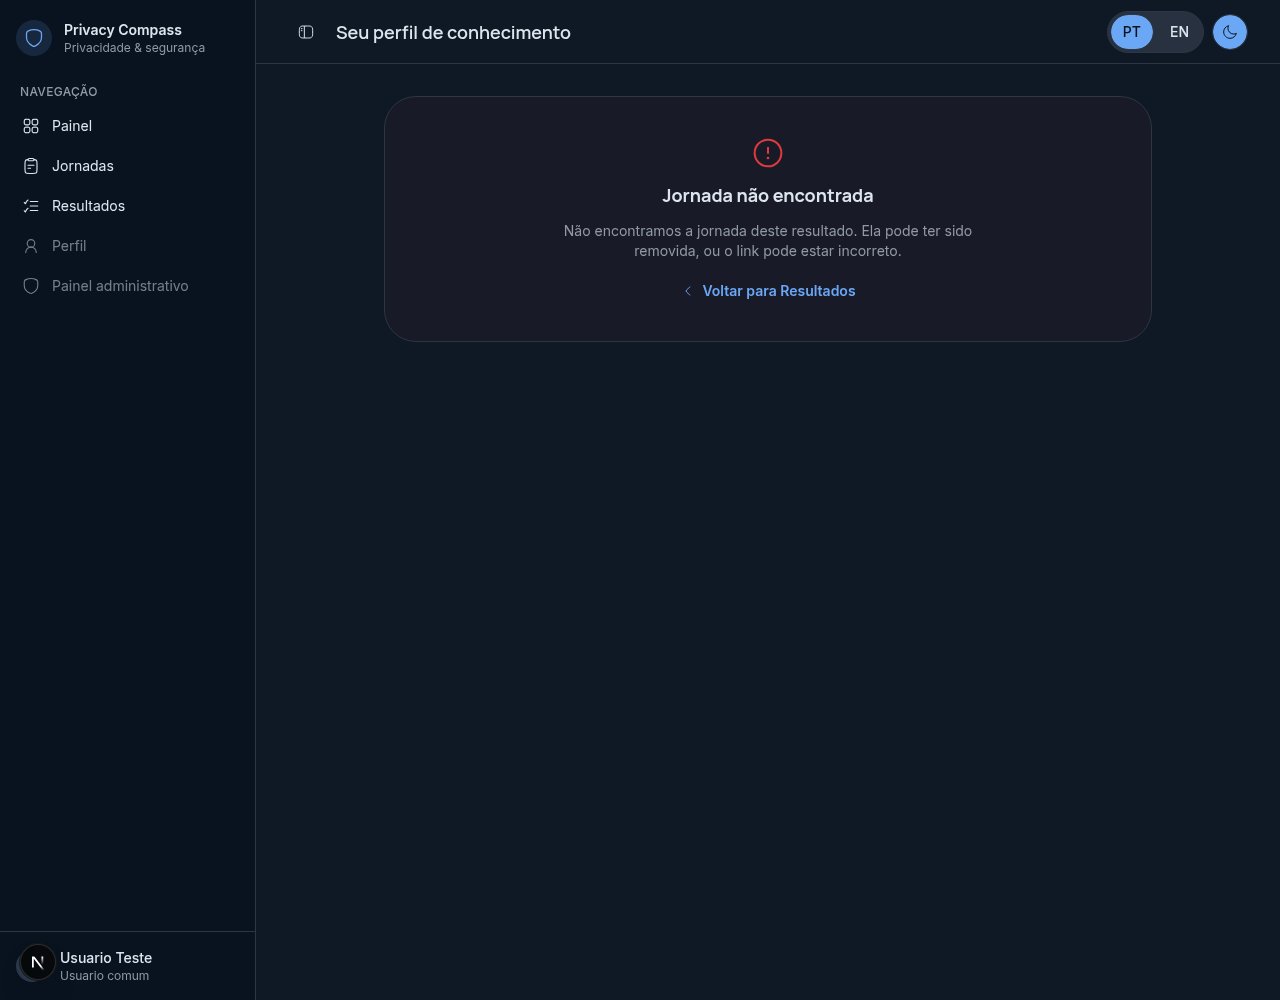 Privacy Compass
Privacidade & segurança
NAVEGAÇÃO
Painel
Jornadas
Resultados
Perfil
Painel administrativo
Usuario Teste
Usuario comum
Seu perfil de conhecimento
PT
EN
Jornada não encontrada
Não encontramos a jornada deste resultado. Ela pode ter sido
removida, ou o link pode estar incorreto.
Voltar para Resultados
N